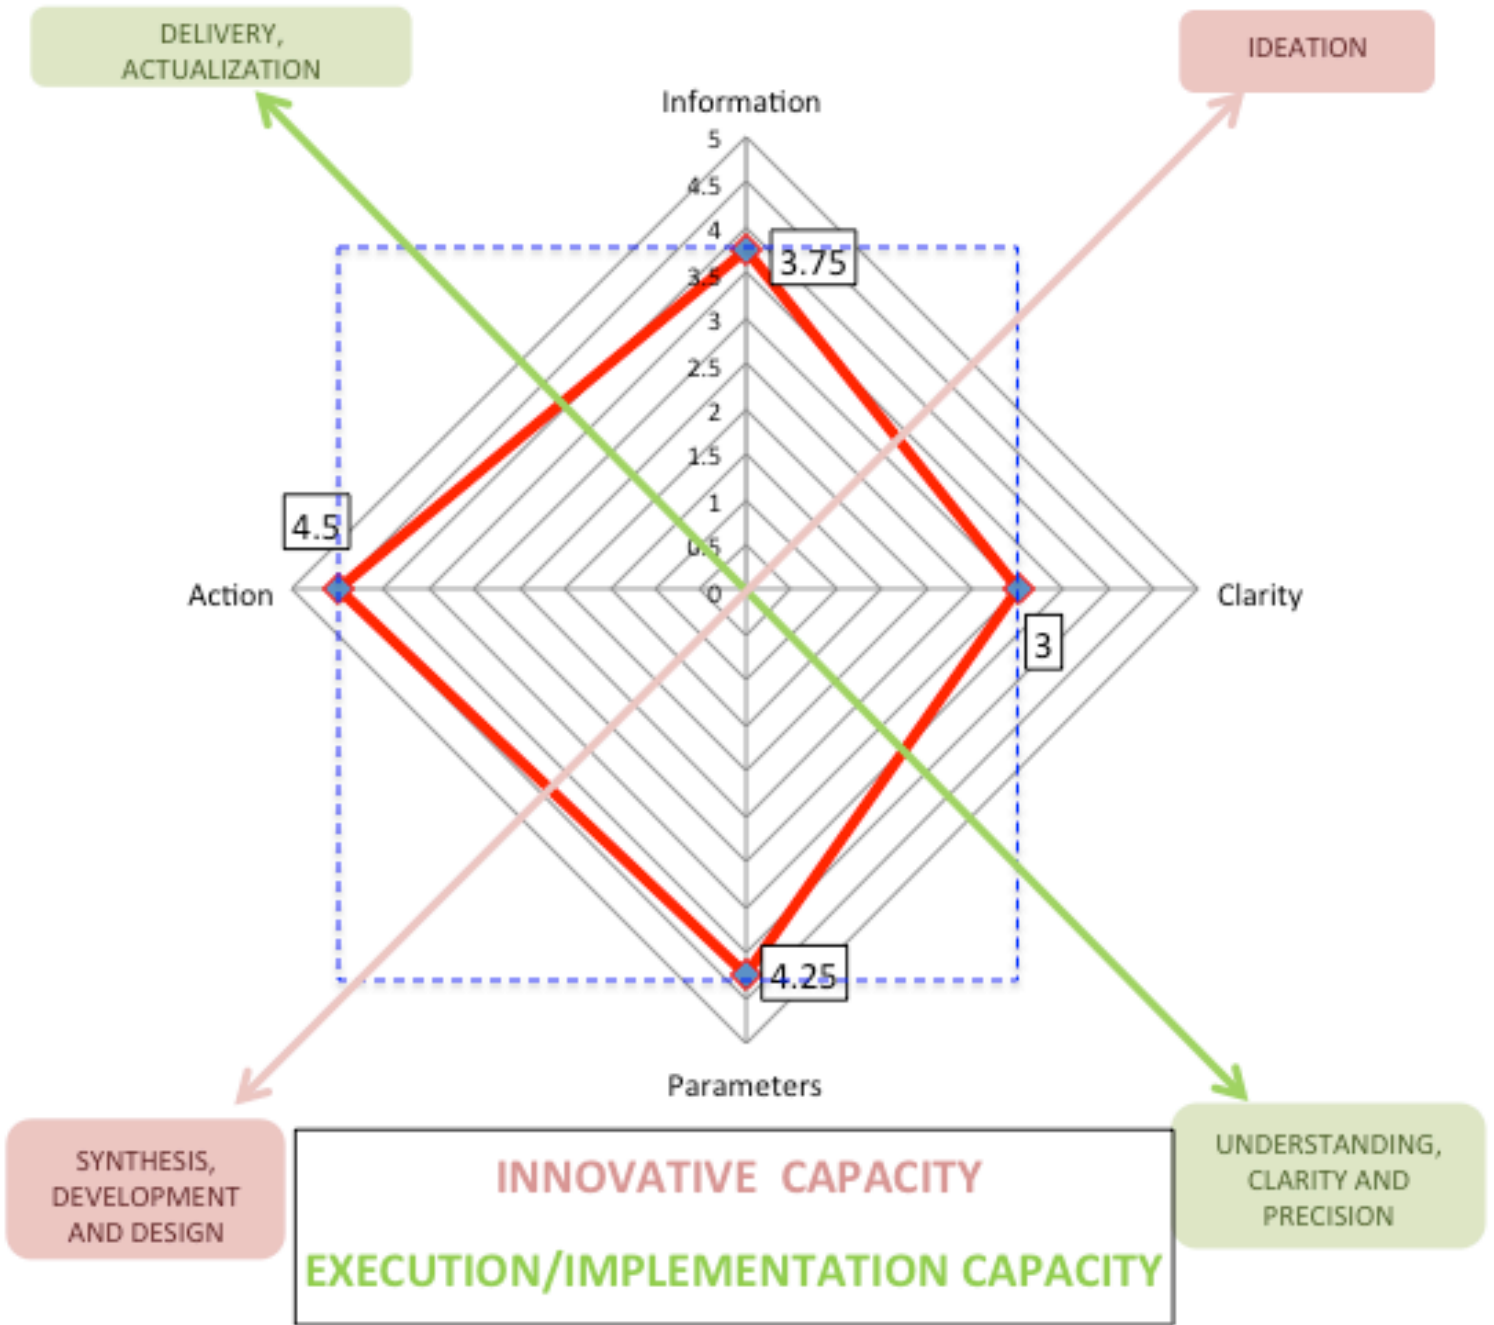 DELIVERY,
ACTUALIZATION
IDEATION
Information
5
4.5
4
3.75
3.5
3
2.5
2
1.5
1
0.5
0
4.5
Action
Clarity
3
4.25
Parameters
SYNTHESIS,
DEVELOPMENT
AND DESIGN
INNOVATIVE CAPACITY
EXECUTION/IMPLEMENTATION CAPACITY
UNDERSTANDING,
CLARITY AND
PRECISION